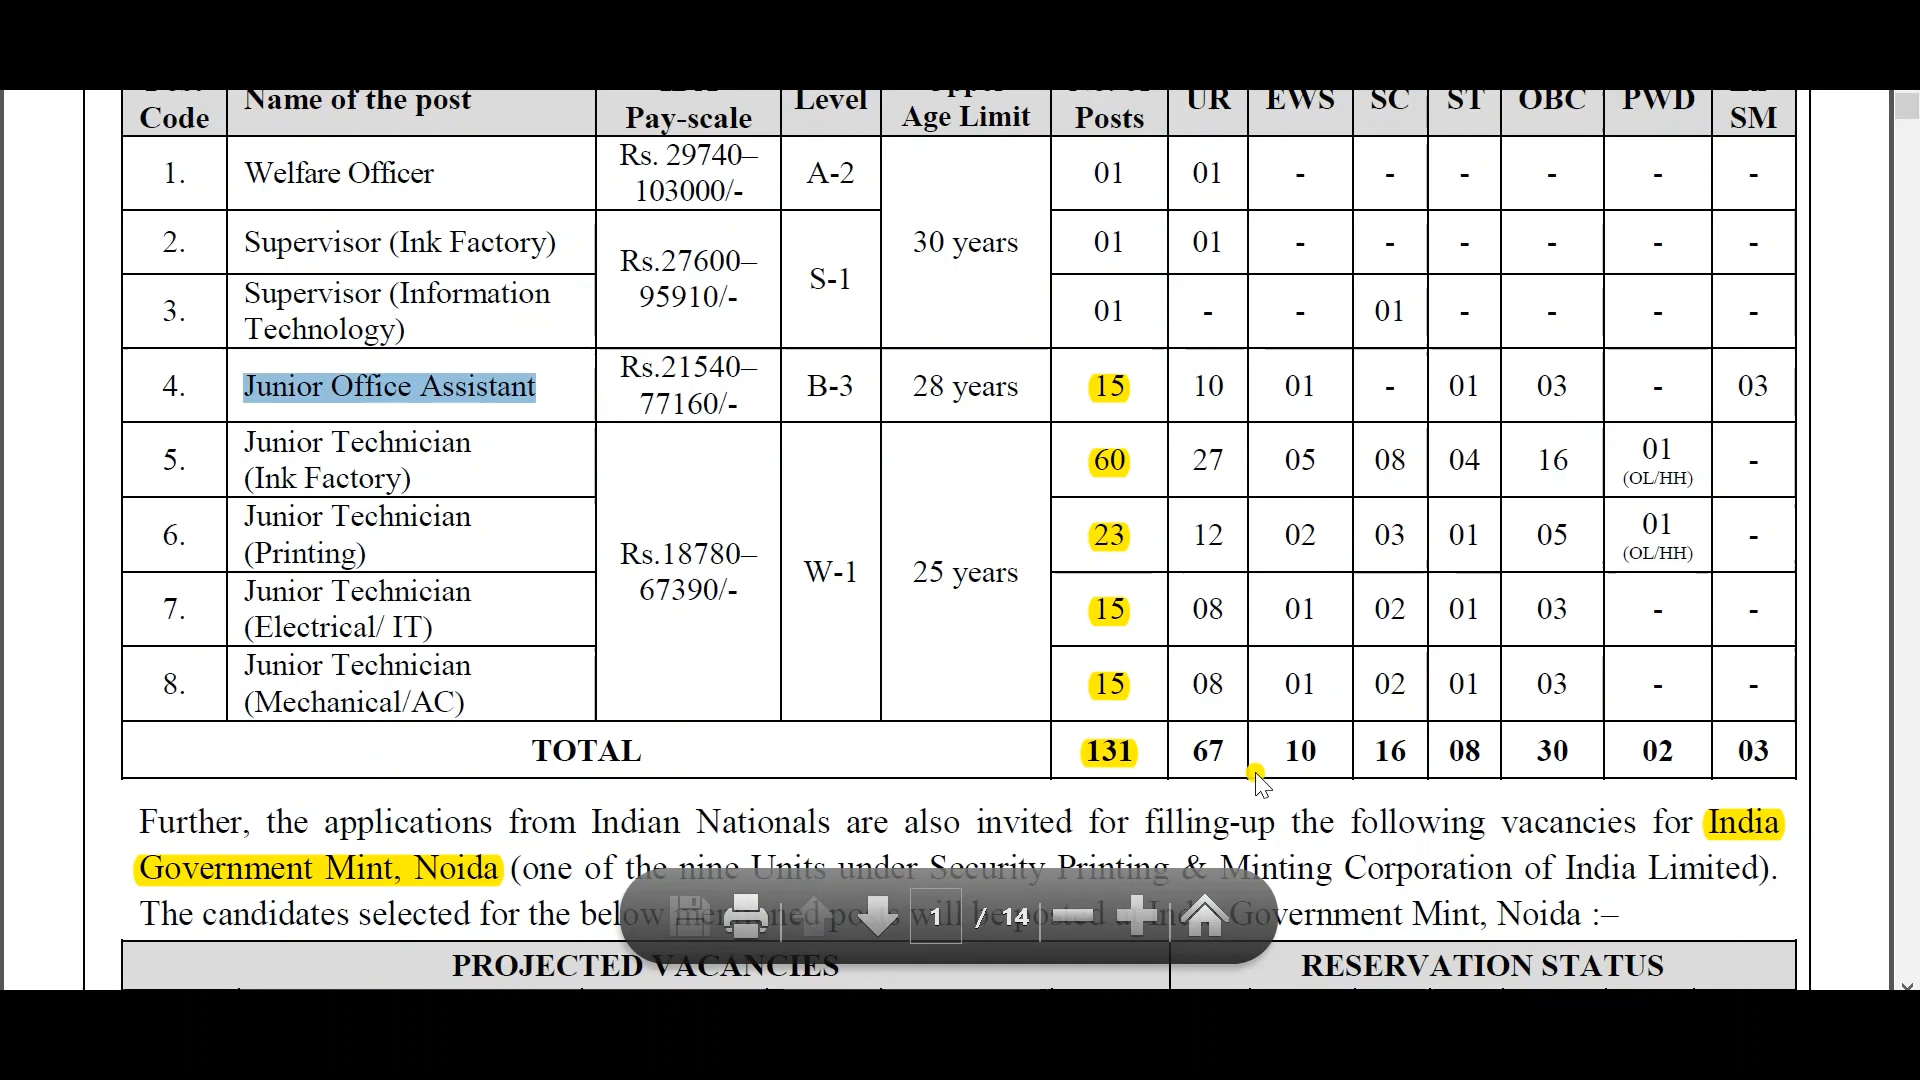 Code Name of the post Pay-scale Level Age Limit Posts UR EWS SC ST OBC PWD SM
1. Welfare Officer Rs. 29740–103000/- A-2 30 years 01 01 - - - - - -
2. Supervisor (Ink Factory) Rs.27600–95910/- S-1 01 01 - - - - - -
3. Supervisor (Information Technology) 01 - - 01 - - - -
4. Junior Office Assistant Rs.21540–77160/- B-3 28 years 15 10 01 - 01 03 - 03
5. Junior Technician (Ink Factory) Rs.18780–67390/- W-1 25 years 60 27 05 08 04 16 01 (OL/HH) -
6. Junior Technician (Printing) 23 12 02 03 01 05 01 (OL/HH) -
7. Junior Technician (Electrical/ IT) 15 08 01 02 01 03 - -
8. Junior Technician (Mechanical/AC) 15 08 01 02 01 03 - -
TOTAL 131 67 10 16 08 30 02 03
Further, the applications from Indian Nationals are also invited for filling-up the following vacancies for India
Government Mint, Noida (one of the nine Units under Security Printing & Minting Corporation of India Limited).
The candidates selected for the below mentioned posts will be posted at India Government Mint, Noida :–
1 / 14
PROJECTED VACANCIES RESERVATION STATUS